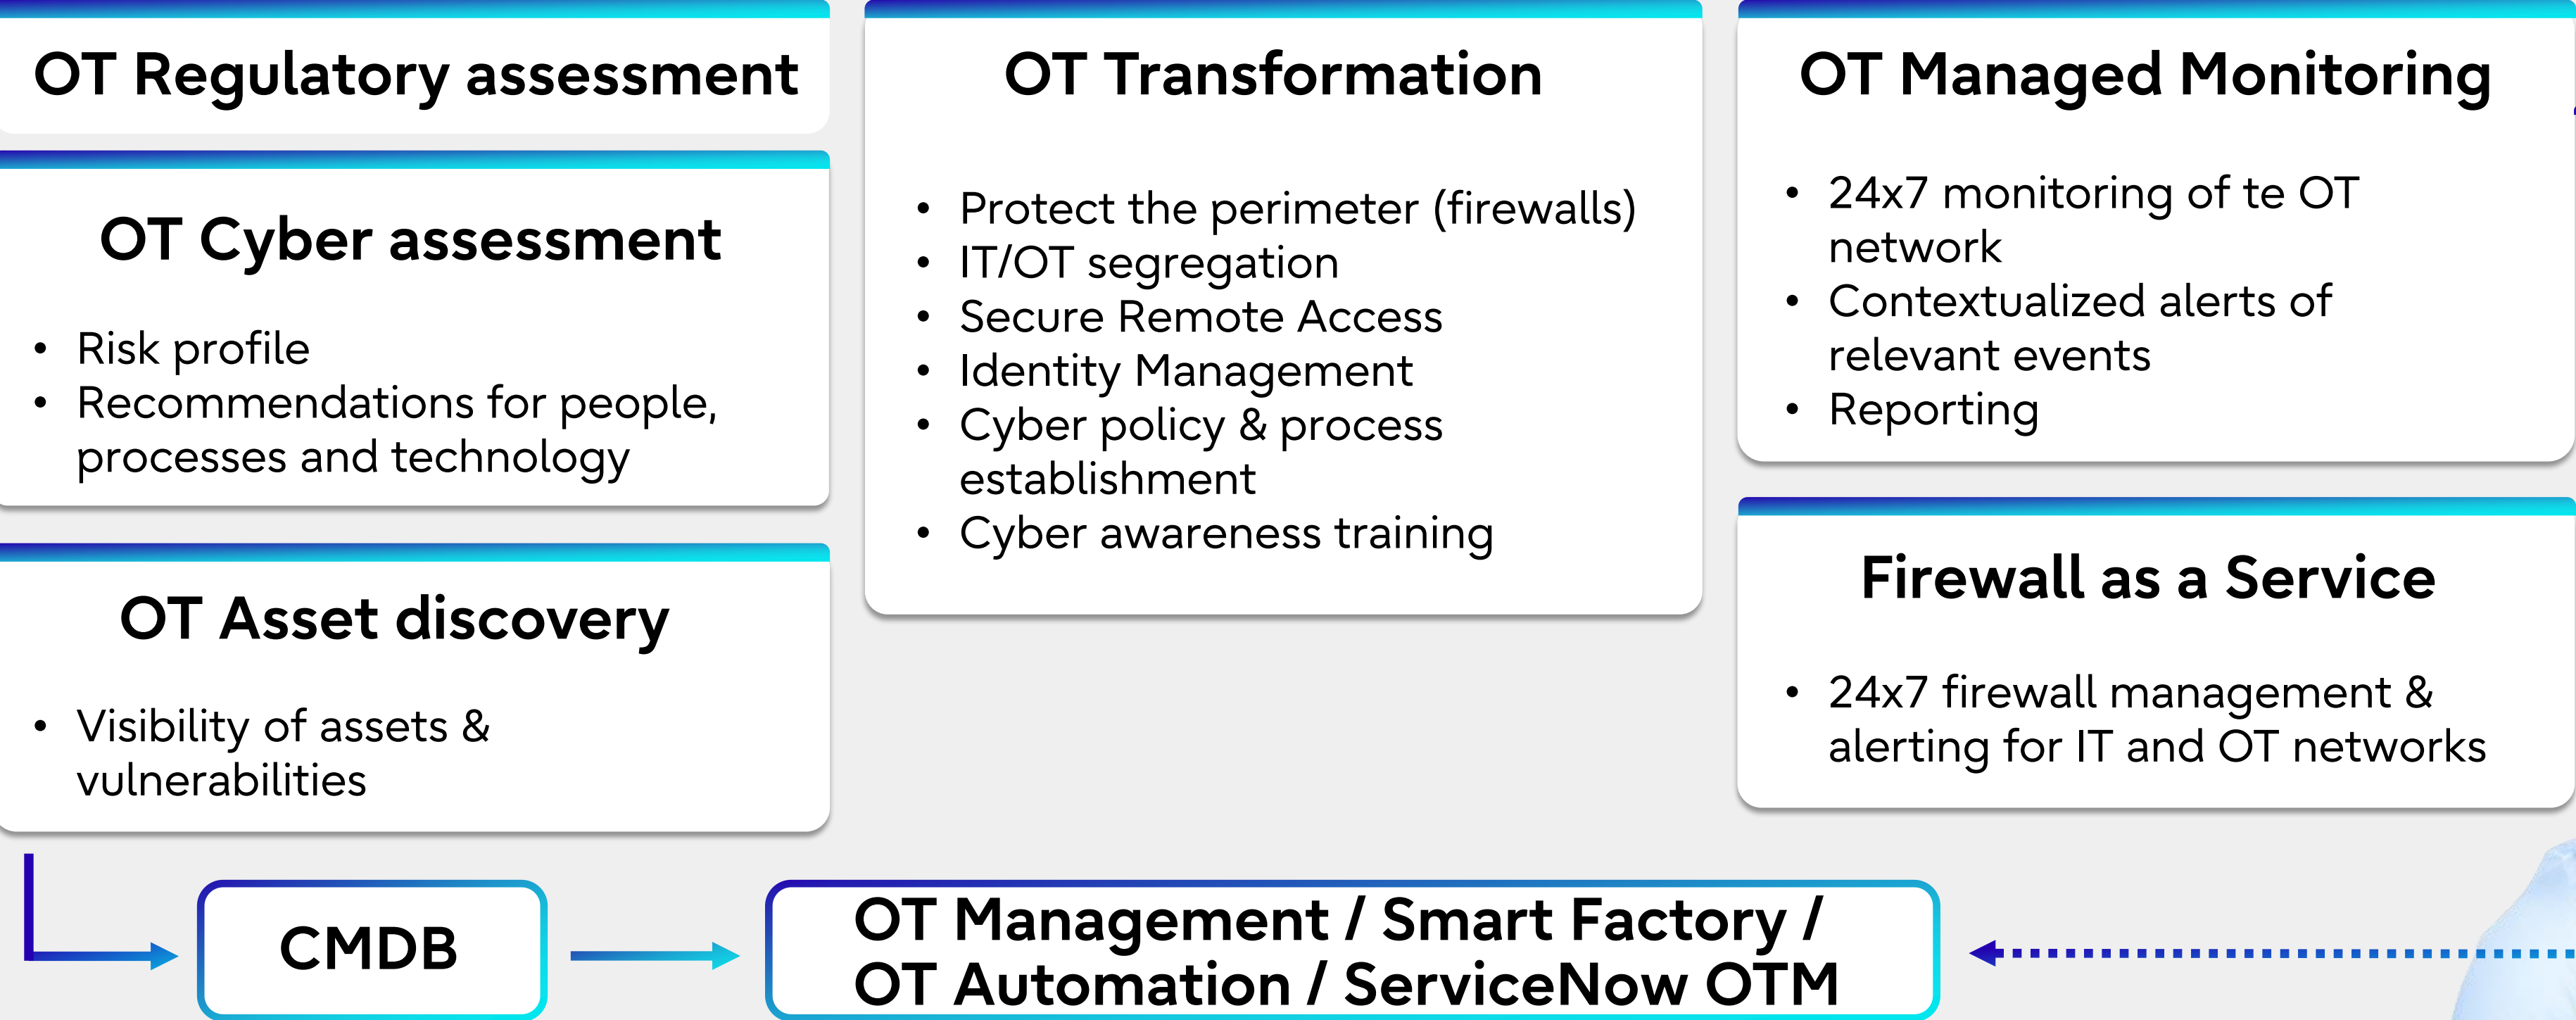 OT Regulatory assessment
OT Cyber assessment
• Risk profile
• Recommendations for people,
processes and technology
OT Asset discovery
• Visibility of assets &
vulnerabilities
OT Transformation
• Protect the perimeter (firewalls)
• IT/OT segregation
• Secure Remote Access
• Identity Management
• Cyber policy & process
establishment
• Cyber awareness training
OT Managed Monitoring
• 24x7 monitoring of te OT
network
• Contextualized alerts of
relevant events
• Reporting
Firewall as a Service
• 24x7 firewall management &
alerting for IT and OT networks
CMDB
OT Management / Smart Factory /
OT Automation / ServiceNow OTM